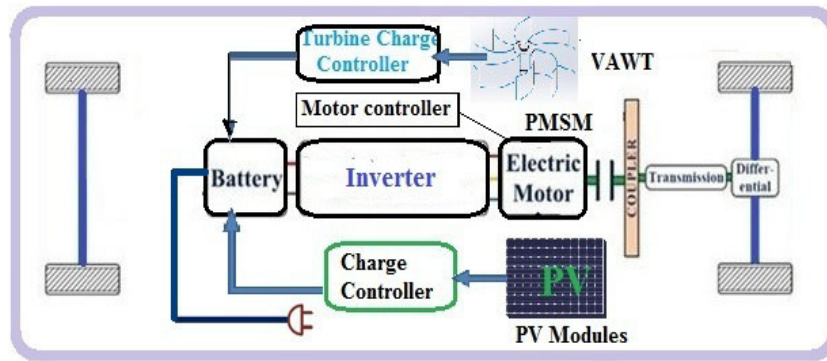 Turbine Charge
Controller
VAWT
Motor controller
PMSM
Battery
Inverter
Electric
Motor
COUPLER
Transmission
Differ-
ential
Charge
Controller
PV
PV Modules